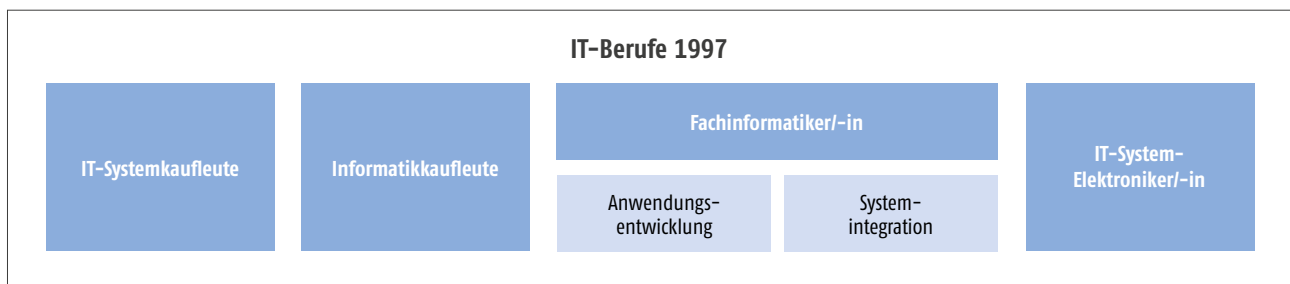 IT-Berufe 1997
IT-Systemkaufleute
Informatikkaufleute
Fachinformatiker/-in
Anwendungs-
entwicklung
System-
integration
IT-System-
Elektroniker/-in